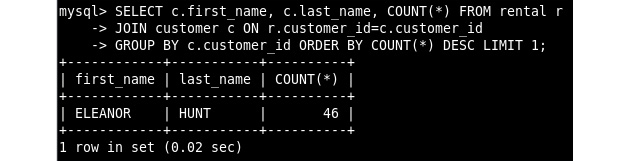 mysql> SELECT c.first_name, c.last_name, COUNT(*) FROM rental r
    -> JOIN customer c ON r.customer_id=c.customer_id
    -> GROUP BY c.customer_id ORDER BY COUNT(*) DESC LIMIT 1;
+------------+-----------+----------+
| first_name | last_name | COUNT(*) |
+------------+-----------+----------+
| ELEANOR    | HUNT      |       46 |
+------------+-----------+----------+
1 row in set (0.02 sec)